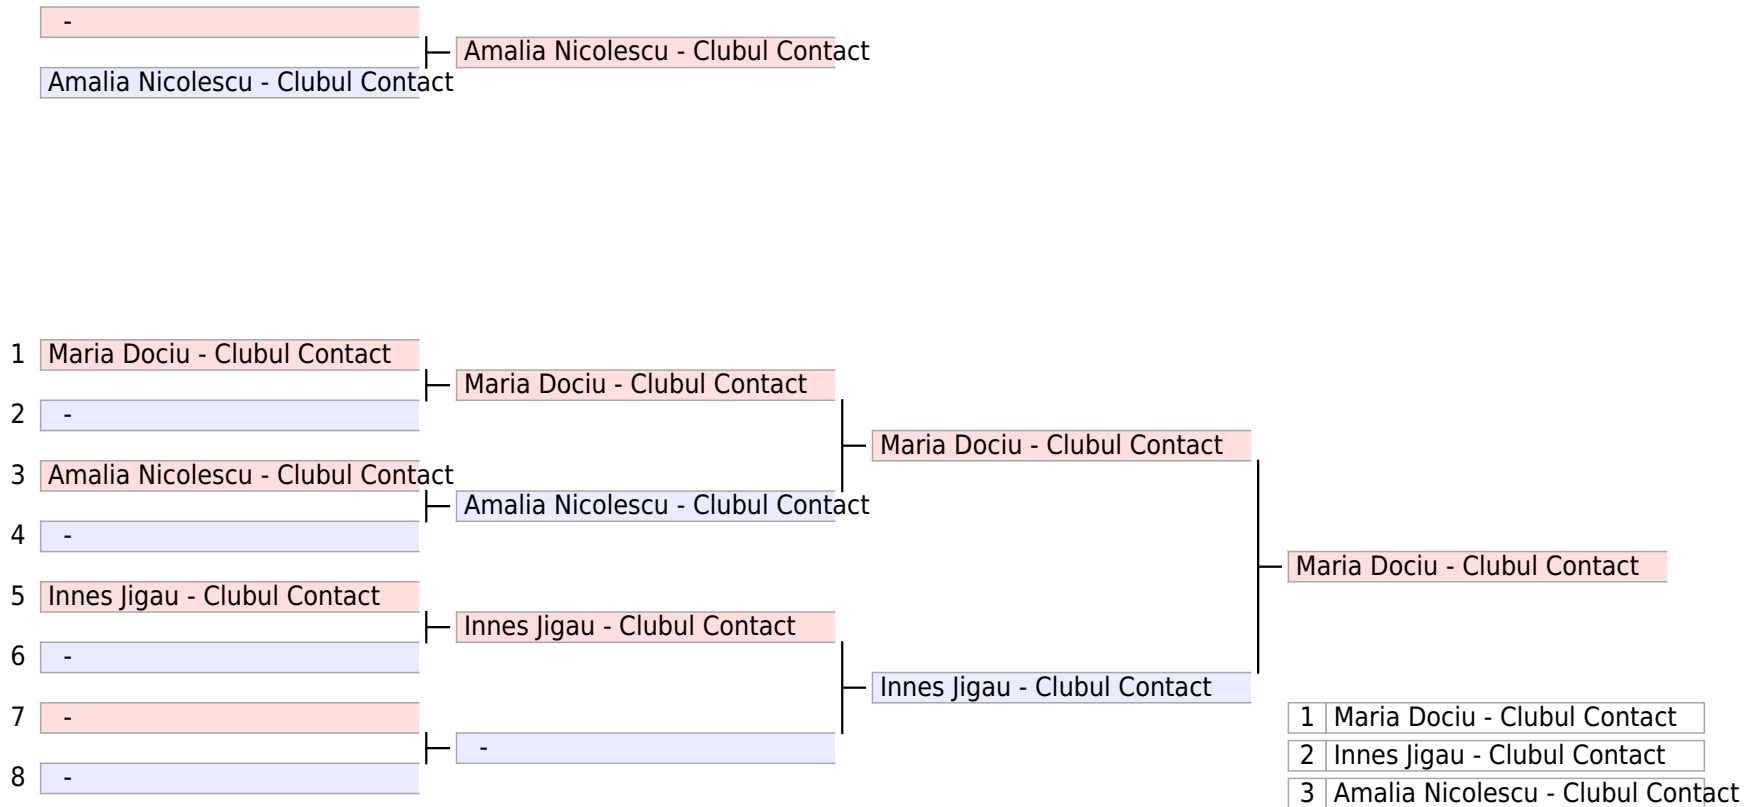 -
Amalia Nicolescu - Clubul Contact
Amalia Nicolescu - Clubul Contact
1 Maria Dociu - Clubul Contact
Maria Dociu - Clubul Contact
2 -
Maria Dociu - Clubul Contact
3 Amalia Nicolescu - Clubul Contact
Amalia Nicolescu - Clubul Contact
4 -
Maria Dociu - Clubul Contact
5 Innes Jigau - Clubul Contact
Innes Jigau - Clubul Contact
6 -
Innes Jigau - Clubul Contact
7 -
1 Maria Dociu - Clubul Contact
-
2 Innes Jigau - Clubul Contact
8 -
3 Amalia Nicolescu - Clubul Contact